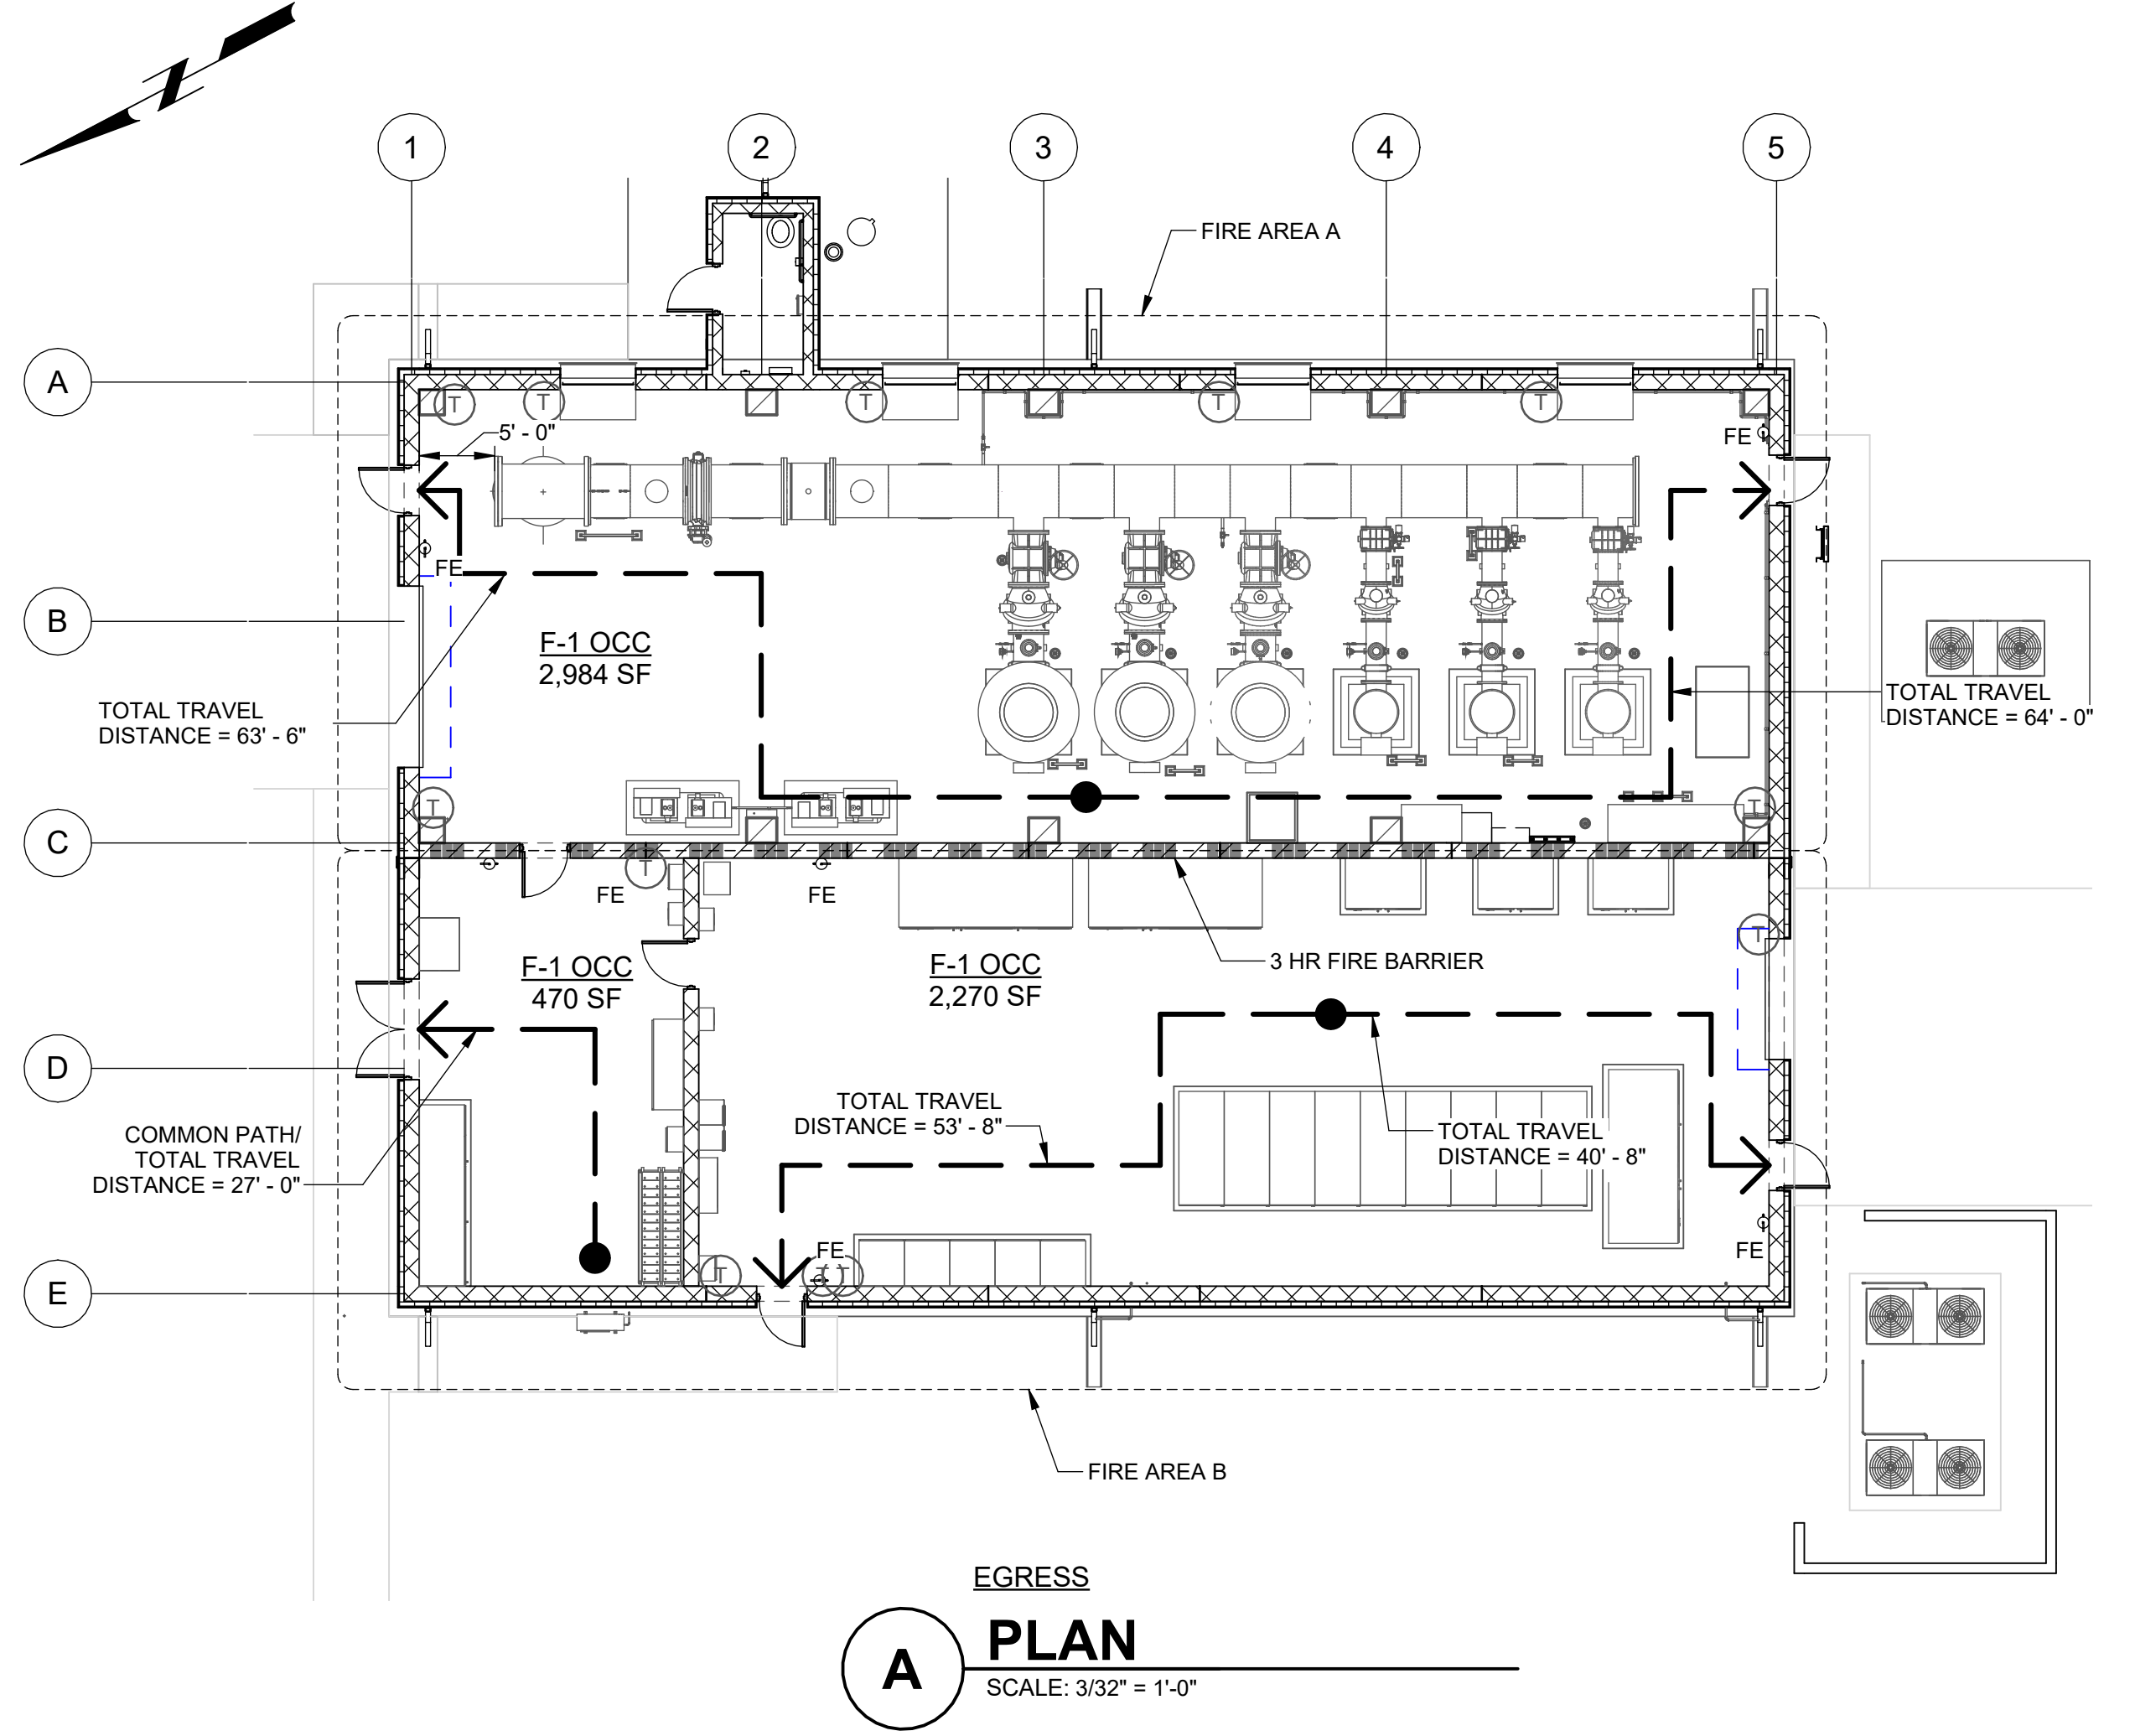 1
2
3
4
5
FIRE AREA A
A
T
T
T
T
T
5' - 0"
FE
FE
B
F-1 OCC
2,984 SF
TOTAL TRAVEL
DISTANCE = 63' - 6"
TOTAL TRAVEL
DISTANCE = 64' - 0"
T
T
C
T
FE
FE
T
F-1 OCC
470 SF
F-1 OCC
2,270 SF
3 HR FIRE BARRIER
D
COMMON PATH/
TOTAL TRAVEL
DISTANCE = 27' - 0"
TOTAL TRAVEL
DISTANCE = 53' - 8"
TOTAL TRAVEL
DISTANCE = 40' - 8"
FE
FE
T
T
T
E
FIRE AREA B
EGRESS
A
PLAN
SCALE: 3/32" = 1'-0"